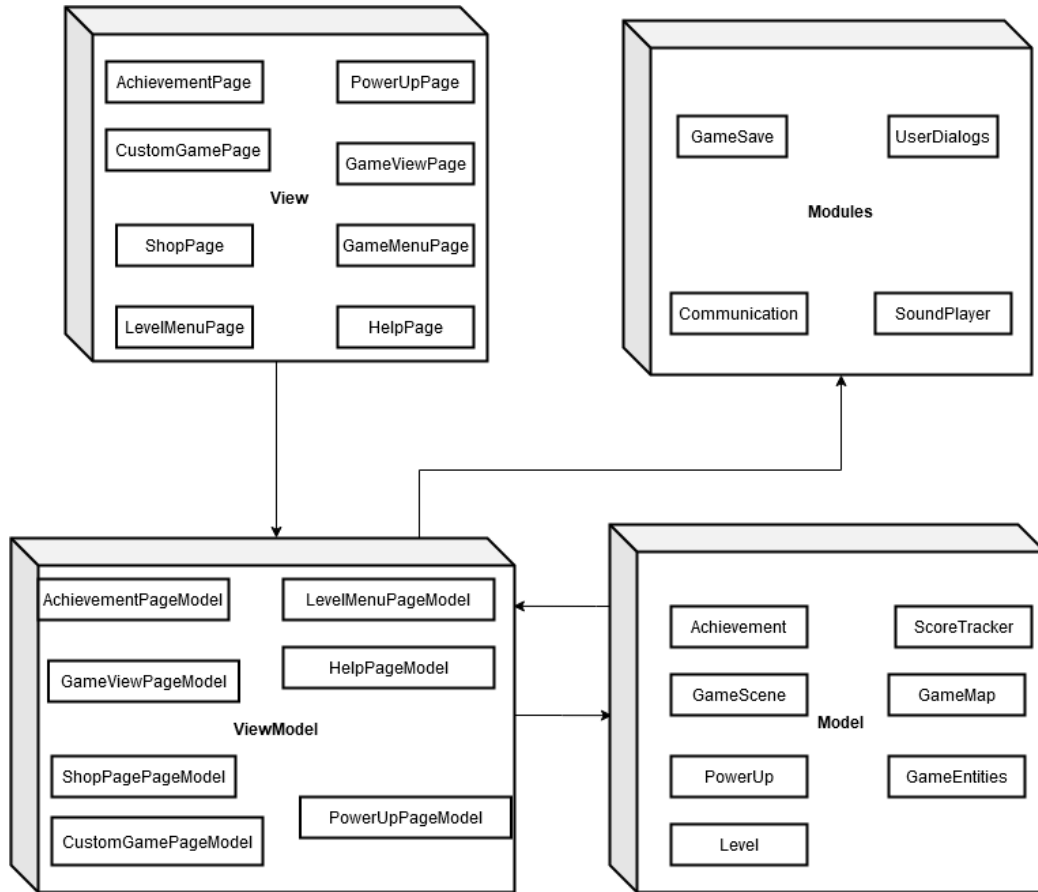 AchievementPage
PowerUpPage
CustomGamePage
GameViewPage
View
ShopPage
GameMenuPage
LevelMenuPage
HelpPage
GameSave
UserDialogs
Modules
Communication
SoundPlayer
AchievementPageModel
LevelMenuPageModel
GameViewPageModel
HelpPageModel
ViewModel
ShopPagePageModel
PowerUpPageModel
CustomGamePageModel
Achievement
ScoreTracker
GameScene
GameMap
Model
PowerUp
GameEntities
Level